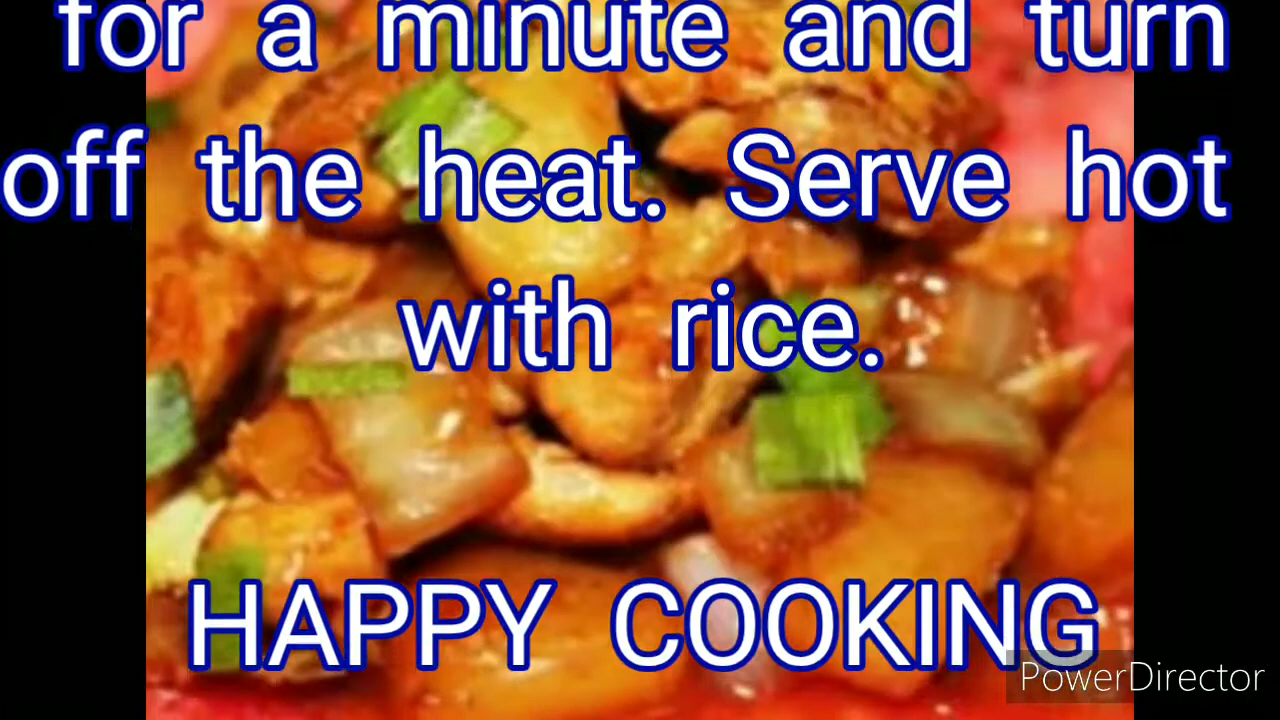 for a minute and turn
off the heat. Serve hot
with rice.
HAPPY COOKING
PowerDirector